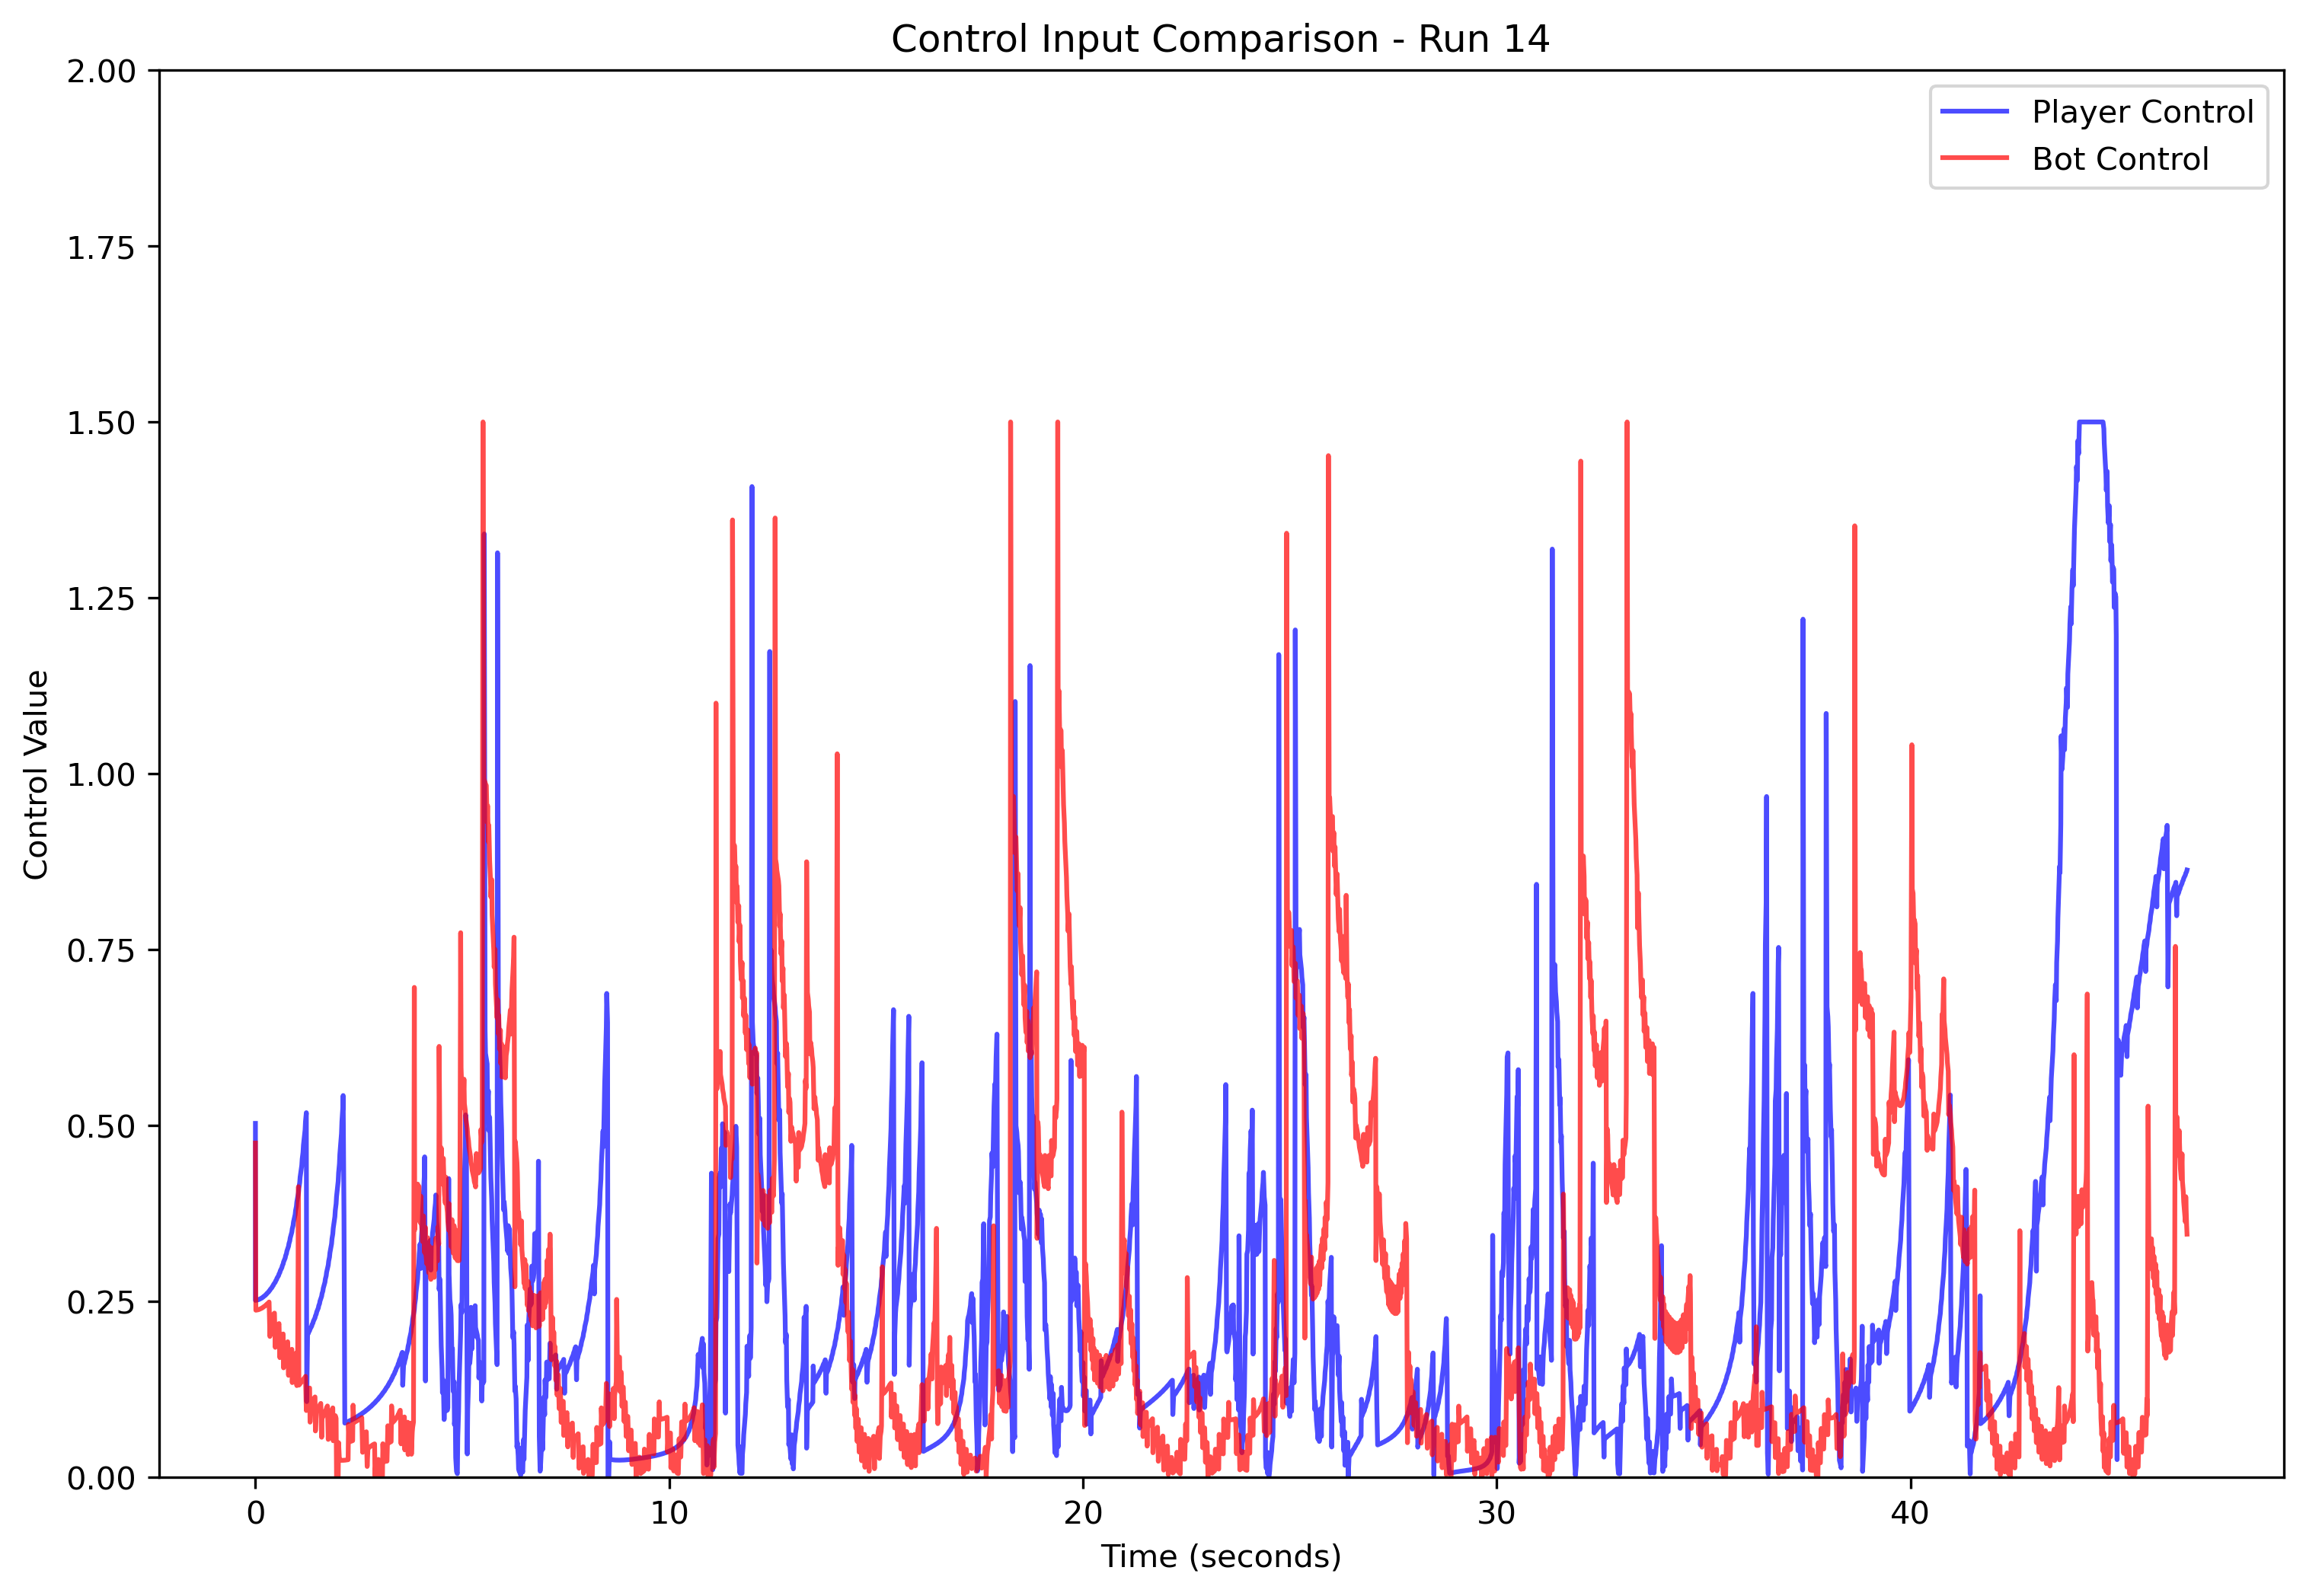 Control Input Comparison - Run 14
Player Control
Bot Control
Control Value
2.00
1.75
1.50
1.25
1.00
0.75
0.50
0.25
0.00
0
10
20
30
40
Time (seconds)